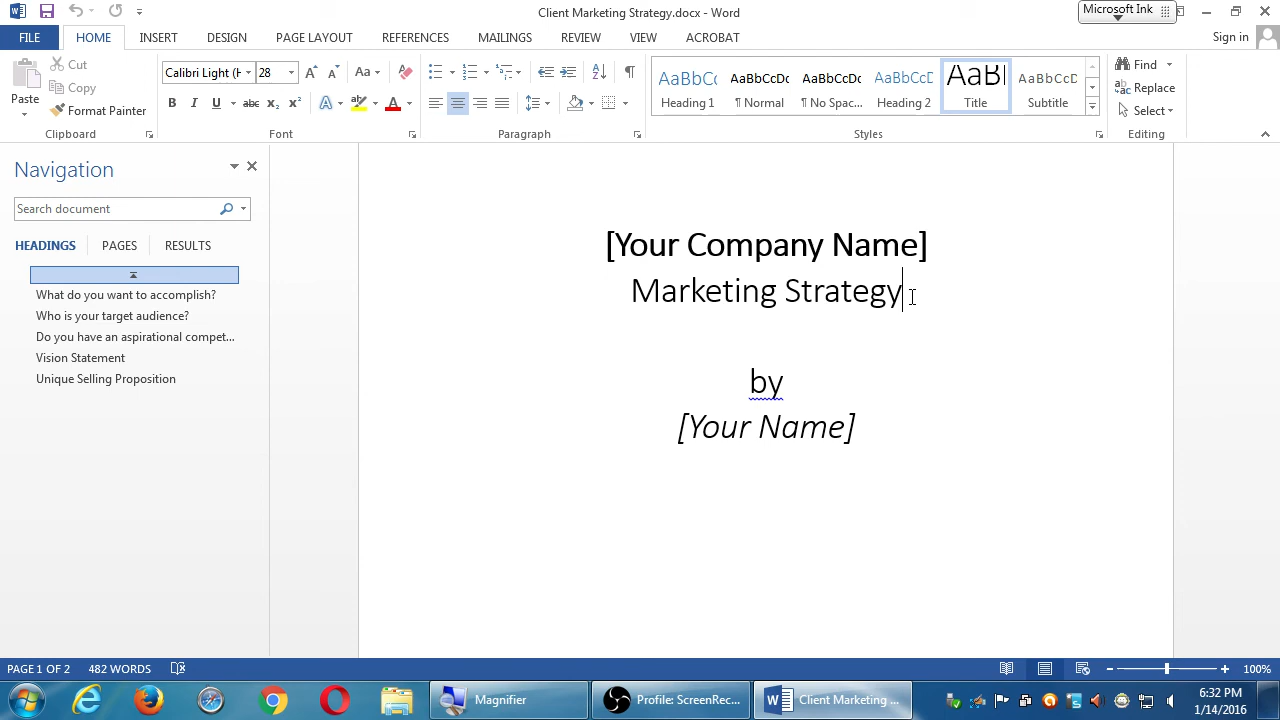 Client Marketing Strategy.docx - Word
Microsoft Ink
FILE HOME INSERT DESIGN PAGE LAYOUT REFERENCES MAILINGS REVIEW VIEW ACROBAT Sign in
Paste
Cut
Copy
Format Painter
Clipboard
Calibri Light (H 28
Aa
B I U abc x₂ x²
A A
Font
Paragraph
AaBbCc AaBbCcDc AaBbCcDc AaBbCcD AaB AaBbCcD
Heading 1 ¶ Normal ¶ No Spac... Heading 2 Title Subtitle
Styles
Find
Replace
Select
Editing
Navigation
Search document
HEADINGS PAGES RESULTS
What do you want to accomplish?
Who is your target audience?
Do you have an aspirational compet...
Vision Statement
Unique Selling Proposition
[Your Company Name]
Marketing Strategy
by
[Your Name]
PAGE 1 OF 2 482 WORDS 100%
Magnifier
Profile: ScreenRec...
Client Marketing ...
6:32 PM
1/14/2016